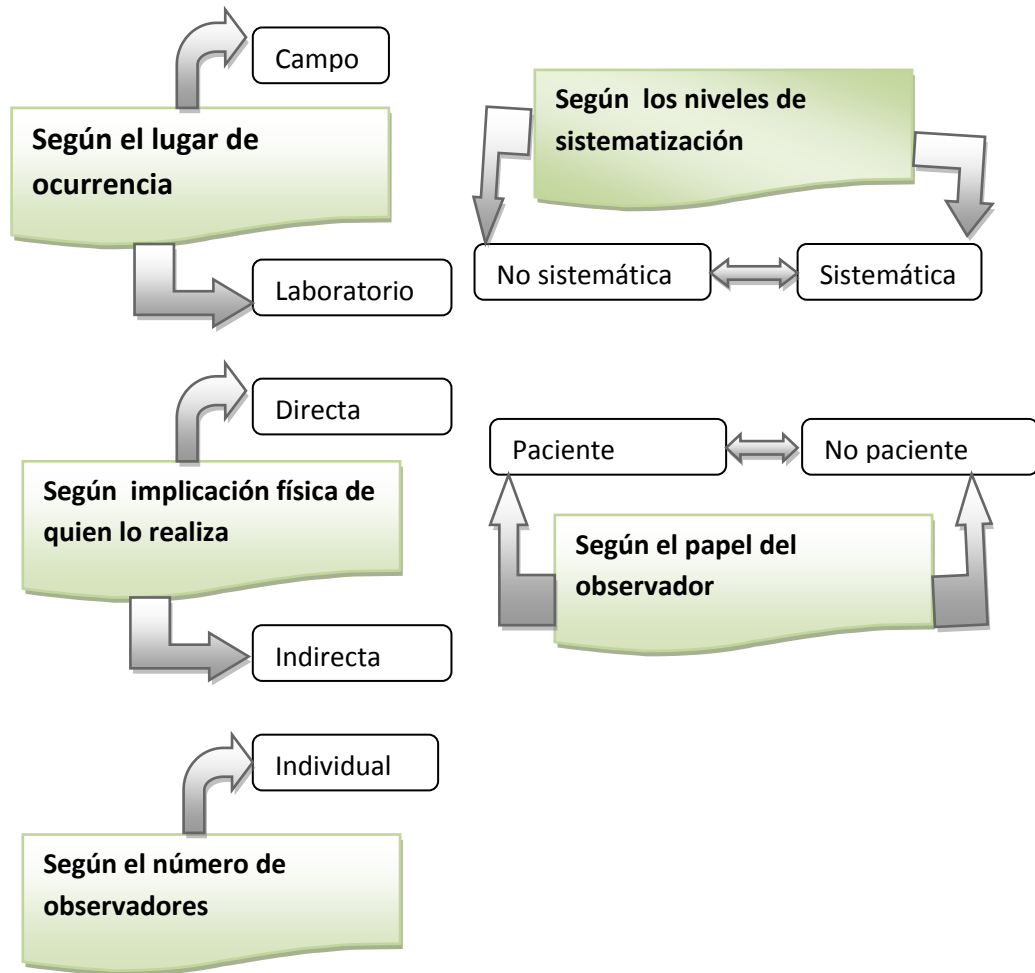 Campo
Según el lugar de
ocurrencia
Laboratorio
Según los niveles de
sistematización
No sistemática
Sistemática
Directa
Según implicación física de
quien lo realiza
Indirecta
Paciente
No paciente
Según el papel del
observador
Individual
Según el número de
observadores